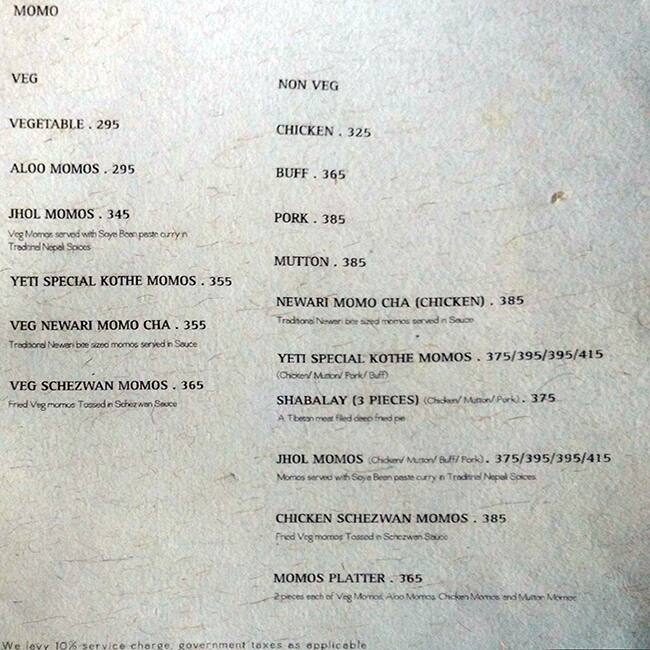 MOMO
VEG
VEGETABLE . 295
ALOO MOMOS . 295
JHOL MOMOS . 345
Veg Momos served with Soya Bean paste curry in
Traditinal Nepali Spices
YETI SPECIAL KOTHE MOMOS . 355
VEG NEWARI MOMO CHA . 355
Traditional Newari bite sized momos served in Sauce
VEG SCHEZWAN MOMOS . 365
Fried Veg momos Tossed in Schezwan Sauce
NON VEG
CHICKEN . 325
BUFF . 365
PORK . 385
MUTTON . 385
NEWARI MOMO CHA (CHICKEN) . 385
Traditional Newari bite sized momos served in Sauce
YETI SPECIAL KOTHE MOMOS . 375/395/395/415
(Chicken/ Mutton/ Pork/ Buff)
SHABALAY (3 PIECES) (Chicken/ Mutton/ Pork) . 375
A Tibetan meat filled deep fried pie
JHOL MOMOS (Chicken/ Mutton/ Buff/ Pork) . 375/395/395/415
Momos served with Soya Bean paste curry in Traditinal Nepali Spices
CHICKEN SCHEZWAN MOMOS . 385
Fried Veg momos Tossed in Schezwan Sauce
MOMOS PLATTER . 365
2 pieces each of Veg Momos, Aloo Momos, Chicken Momos and Mutton Momos
We levy 10% service charge, government taxes as applicable